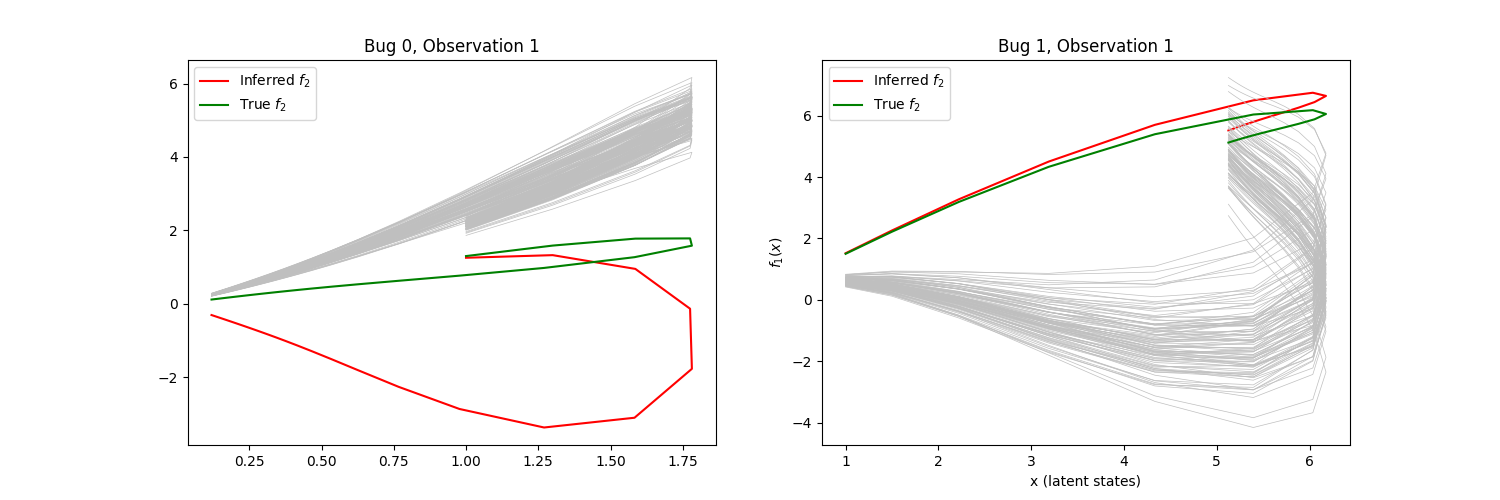 Bug 0, Observation 1
Inferred f₂
True f₂
6
4
2
0
−2
0.25 0.50 0.75 1.00 1.25 1.50 1.75
Bug 1, Observation 1
Inferred f₂
True f₂
f₁(x)
6
4
2
0
−2
−4
1 2 3 4 5 6
x (latent states)